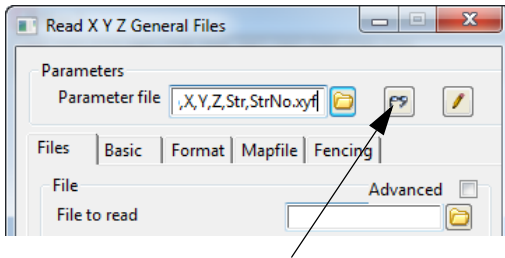 Read X Y Z General Files
Parameters
Parameter file ,X,Y,Z,Str,StrNo.xyf
Files Basic Format Mapfile Fencing
File Advanced
File to read